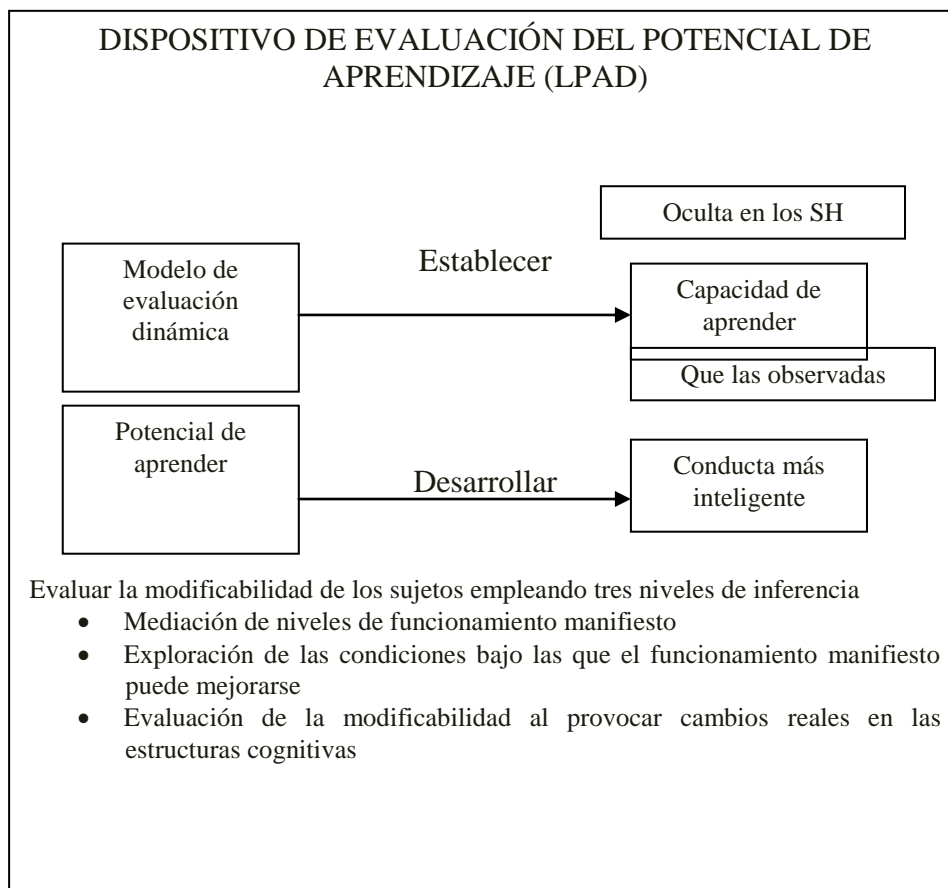 DISPOSITIVO DE EVALUACIÓN DEL POTENCIAL DE
APRENDIZAJE (LPAD)
Oculta en los SH
Modelo de
evaluación
dinámica
Establecer
Capacidad de
aprender
Que las observadas
Potencial de
aprender
Desarrollar
Conducta más
inteligente
Evaluar la modificabilidad de los sujetos empleando tres niveles de inferencia
• Mediación de niveles de funcionamiento manifiesto
• Exploración de las condiciones bajo las que el funcionamiento manifiesto
puede mejorarse
• Evaluación de la modificabilidad al provocar cambios reales en las
estructuras cognitivas